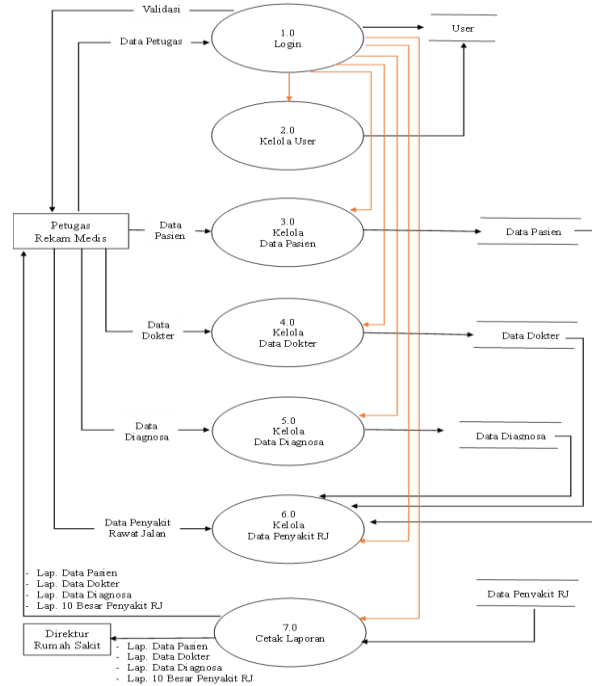 Validasi
Data Petugas
1.0
Login
User
2.0
Kelola User
Petugas
Rekam Medis
Data
Pasien
3.0
Kelola
Data Pasien
Data Pasien
Data
Dokter
4.0
Kelola
Data Dokter
Data Dokter
Data
Diagnosa
5.0
Kelola
Data Diagnosa
Data Diagnosa
Data Penyakit
Rawat Jalan
6.0
Kelola
Data Penyakit RJ
- Lap. Data Pasien
- Lap. Data Dokter
- Lap. Data Diagnosa
- Lap. 10 Besar Penyakit RJ
Data Penyakit RJ
7.0
Cetak Laporan
Direktur
Rumah Sakit
- Lap. Data Pasien
- Lap. Data Dokter
- Lap. Data Diagnosa
- Lap. 10 Besar Penyakit RJ